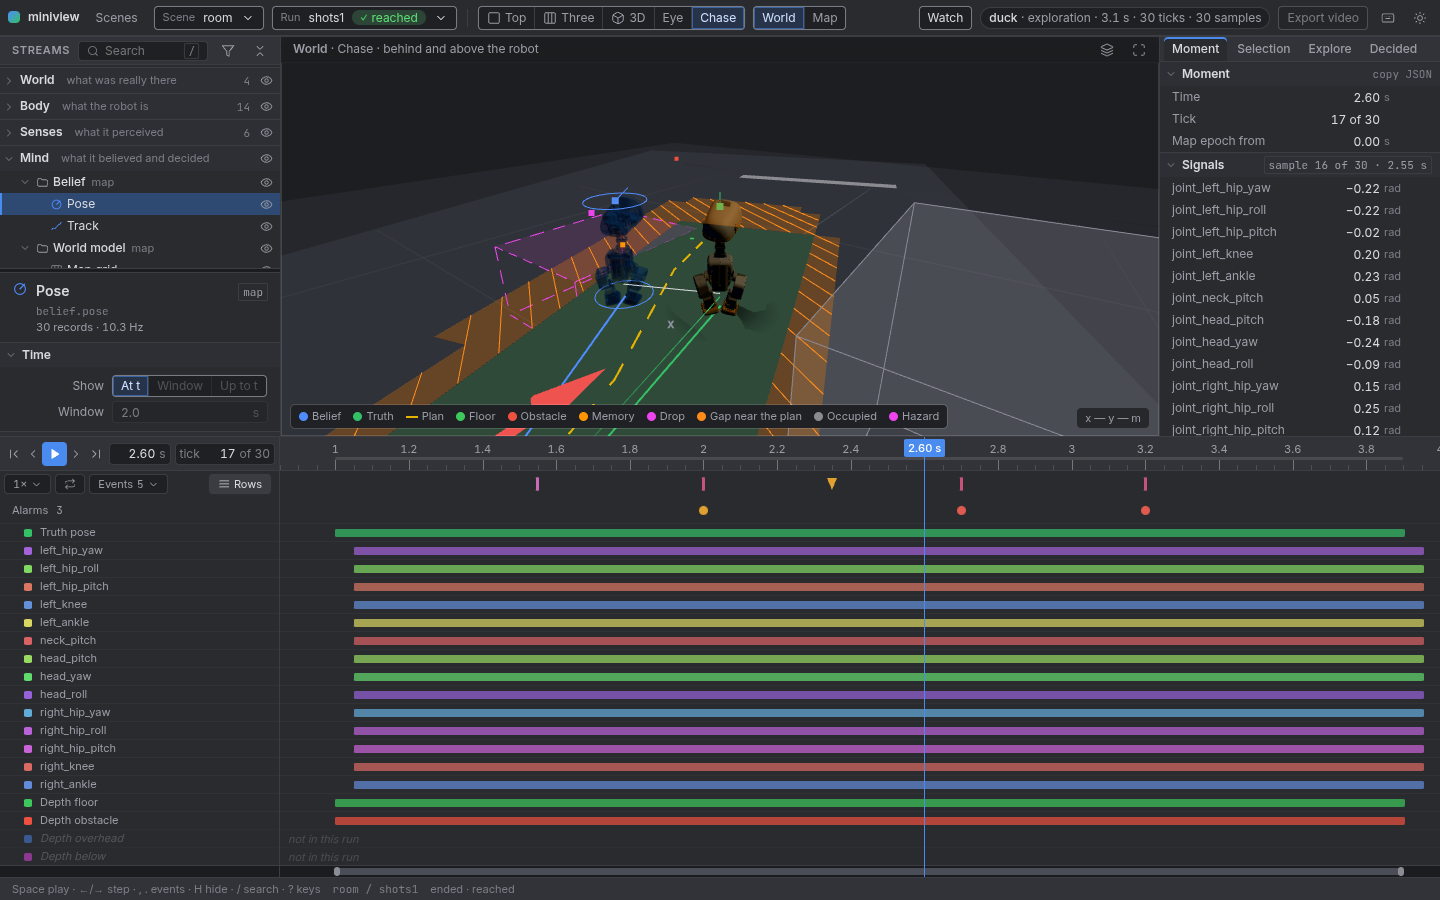 miniview Scenes Scene room Run shots1 ✓ reached Top Three 3D Eye Chase World Map Watch duck · exploration · 3.1 s · 30 ticks · 30 samples Export video
STREAMS Search /
World what was really there 4
Body what the robot is 14
Senses what it perceived 6
Mind what it believed and decided
Belief map
Pose
Track
World model map
Pose map
belief.pose
30 records · 10.3 Hz
Time
Show At t Window Up to t
Window 2.0 s
World · Chase · behind and above the robot
x
Belief Truth Plan Floor Obstacle Memory Drop Gap near the plan Occupied Hazard
x — y — m
Moment Selection Explore Decided
Moment copy JSON
Time 2.60 s
Tick 17 of 30
Map epoch from 0.00 s
Signals sample 16 of 30 · 2.55 s
joint_left_hip_yaw −0.22 rad
joint_left_hip_roll −0.22 rad
joint_left_hip_pitch −0.02 rad
joint_left_knee 0.20 rad
joint_left_ankle 0.23 rad
joint_neck_pitch 0.05 rad
joint_head_pitch −0.18 rad
joint_head_yaw −0.24 rad
joint_head_roll −0.09 rad
joint_right_hip_yaw 0.15 rad
joint_right_hip_roll 0.25 rad
joint_right_hip_pitch 0.12 rad
2.60 s tick 17 of 30 1 1.2 1.4 1.6 1.8 2 2.2 2.4 2.60 s 2.8 3 3.2 3.4 3.6 3.8
1× Events 5 Rows
Alarms 3
Truth pose
left_hip_yaw
left_hip_roll
left_hip_pitch
left_knee
left_ankle
neck_pitch
head_pitch
head_yaw
head_roll
right_hip_yaw
right_hip_roll
right_hip_pitch
right_knee
right_ankle
Depth floor
Depth obstacle
Depth overhead not in this run
Depth below not in this run
Space play · ←/→ step · , . events · H hide · / search · ? keys room / shots1 ended · reached